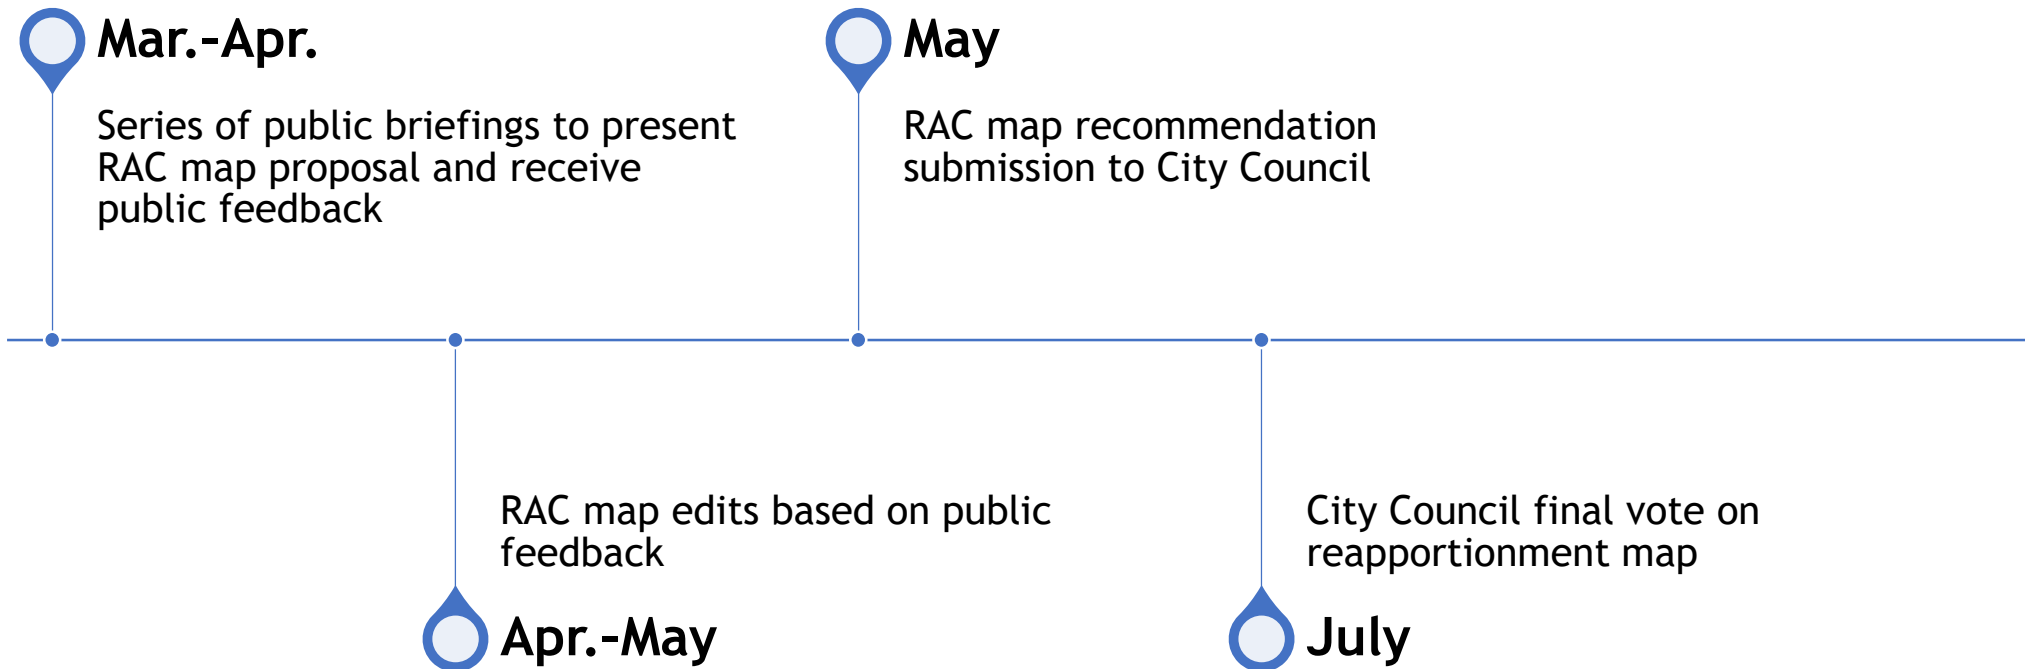 Mar.-Apr.
Series of public briefings to present
RAC map proposal and receive
public feedback
May
RAC map recommendation
submission to City Council
RAC map edits based on public
feedback
Apr.-May
City Council final vote on
reapportionment map
July